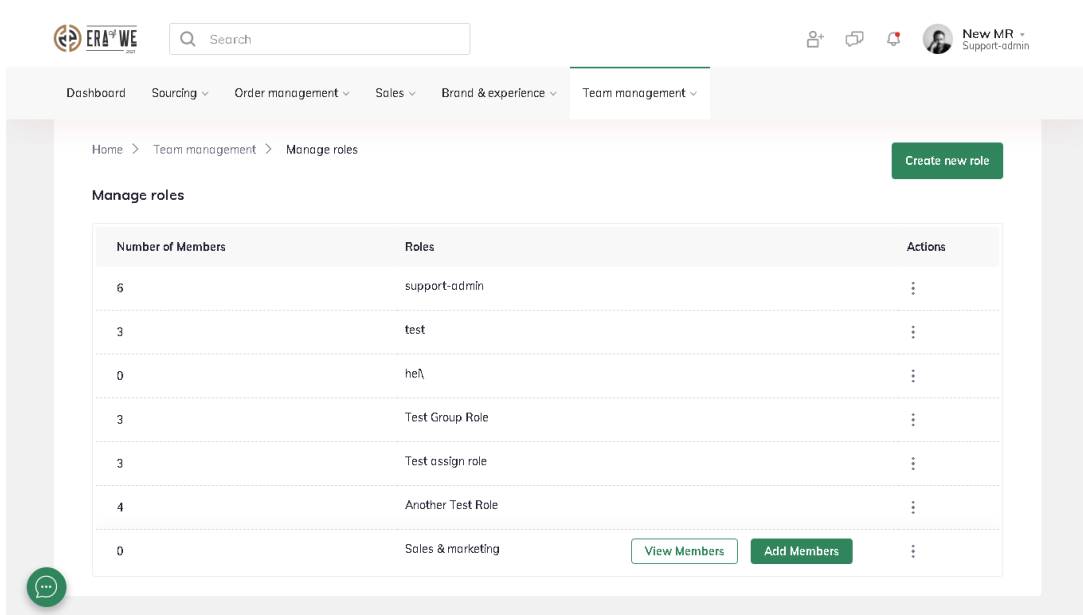 ERA of WE
Search
New MR
Support-admin
Dashboard Sourcing Order management Sales Brand & experience Team management
Home > Team management > Manage roles
Create new role
Manage roles
Number of Members Roles Actions
6 support-admin
3 test
0 hei\
3 Test Group Role
3 Test assign role
4 Another Test Role
0 Sales & marketing View Members Add Members